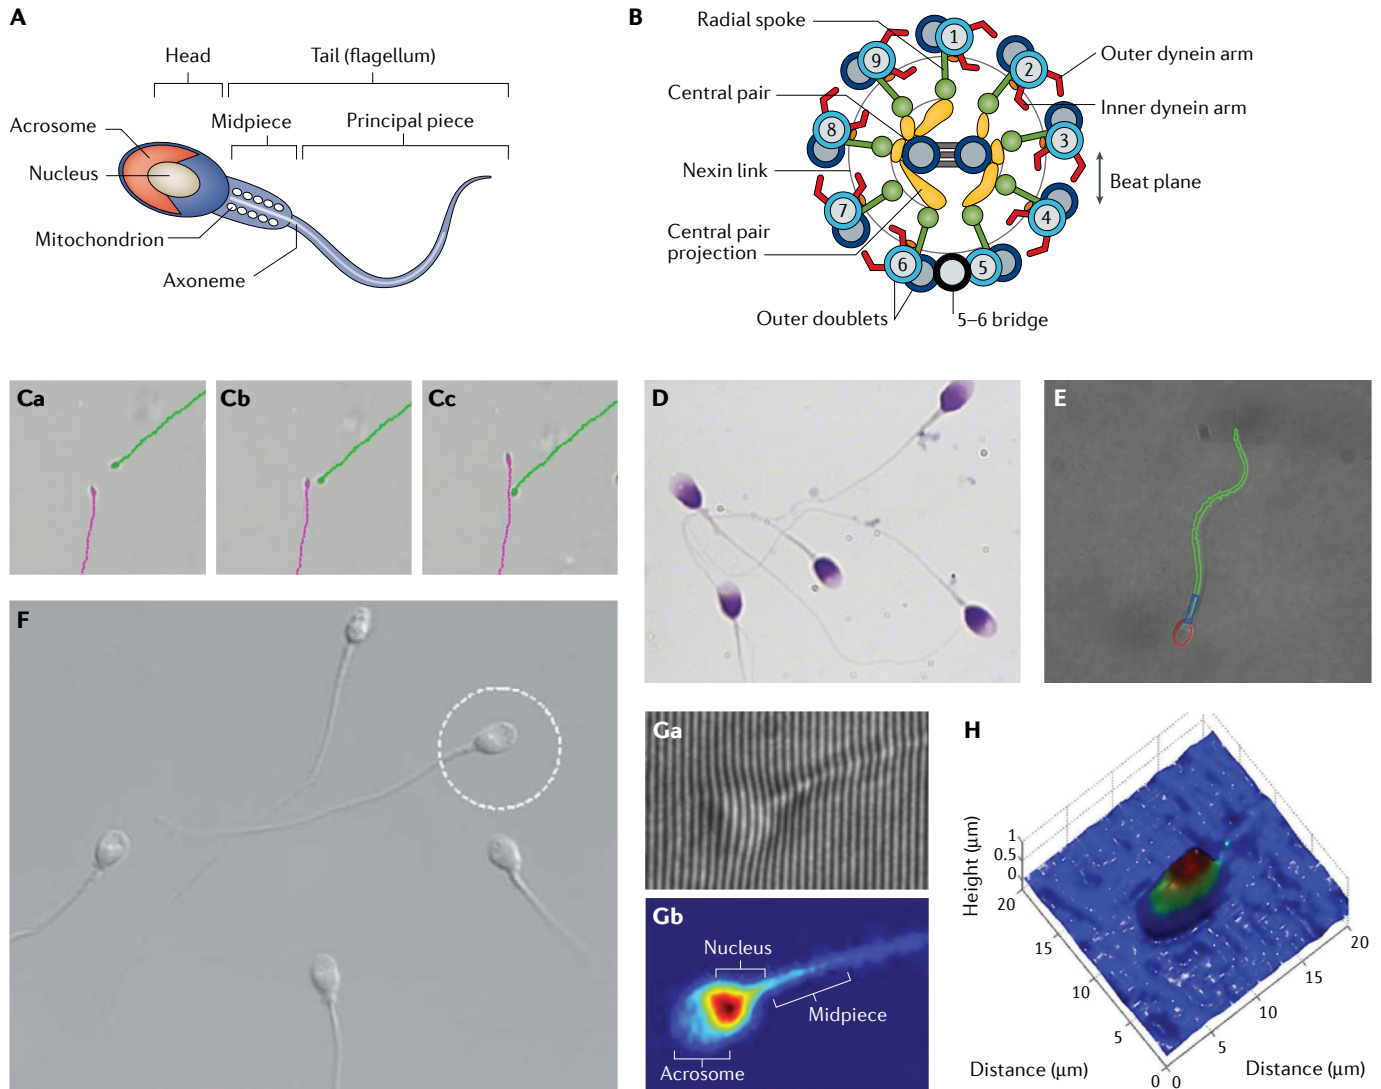 A
Head
Tail (flagellum)
Acrosome
Midpiece
Principal piece
Nucleus
Mitochondrion
Axoneme
B
Radial spoke
1
9
2
Outer dynein arm
Central pair
Inner dynein arm
8
3
Nexin link
Beat plane
7
4
Central pair
projection
6
5
Outer doublets
5–6 bridge
Ca
Cb
Cc
D
E
F
Ga
Gb
Nucleus
Midpiece
Acrosome
H
Height (μm)
1
0.5
0
20
15
10
5
0
Distance (μm)
0
5
10
15
20
Distance (μm)